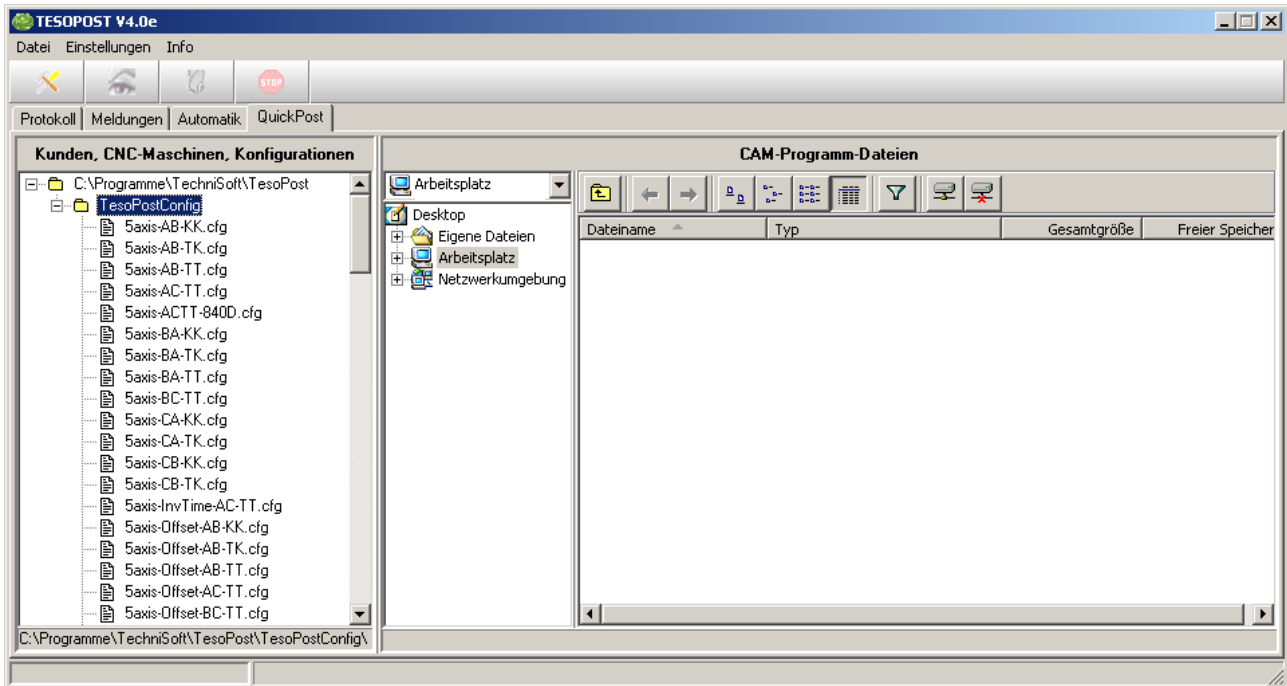 TESOPOST V4.0e
Datei Einstellungen Info
STOP
Protokoll Meldungen Automatik QuickPost
Kunden, CNC-Maschinen, Konfigurationen
C:\Programme\TechniSoft\TesoPost
TesoPostConfig
5axis-AB-KK.cfg
5axis-AB-TK.cfg
5axis-AB-TT.cfg
5axis-AC-TT.cfg
5axis-ACTT-840D.cfg
5axis-BA-KK.cfg
5axis-BA-TK.cfg
5axis-BA-TT.cfg
5axis-BC-TT.cfg
5axis-CA-KK.cfg
5axis-CA-TK.cfg
5axis-CB-KK.cfg
5axis-CB-TK.cfg
5axis-InvTime-AC-TT.cfg
5axis-Offset-AB-KK.cfg
5axis-Offset-AB-TK.cfg
5axis-Offset-AB-TT.cfg
5axis-Offset-AC-TT.cfg
5axis-Offset-BC-TT.cfg
C:\Programme\TechniSoft\TesoPost\TesoPostConfig\
CAM-Programm-Dateien
Arbeitsplatz
Desktop
Eigene Dateien
Arbeitsplatz
Netzwerkumgebung
Dateiname Typ Gesamtgröße Freier Speicher